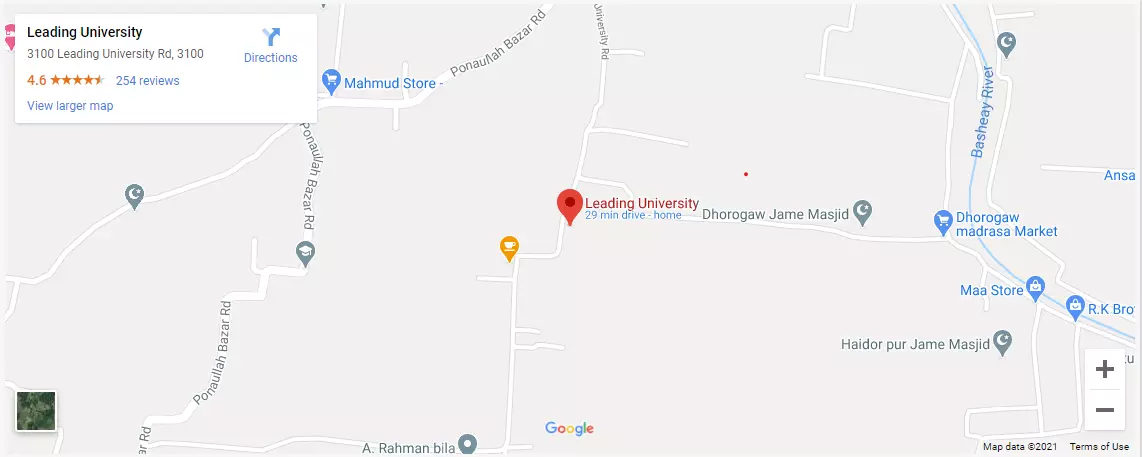 Leading University
3100 Leading University Rd, 3100
Directions
4.6
254 reviews
View larger map
Ponaullah Bazar Rd
University Rd
Mahmud Store -
Ponaullah Bazar Rd
Basheay River
Ansa
Leading University
29 min drive - home
Dhorogaw Jame Masjid
Dhorogaw
madrasa Market
Maa Store
R.K Bro
Ponaullah Bazar Rd
Haidor pur Jame Masjid
tu
Bazar Rd
A. Rahman bila
Google
Map data ©2021
Terms of Use